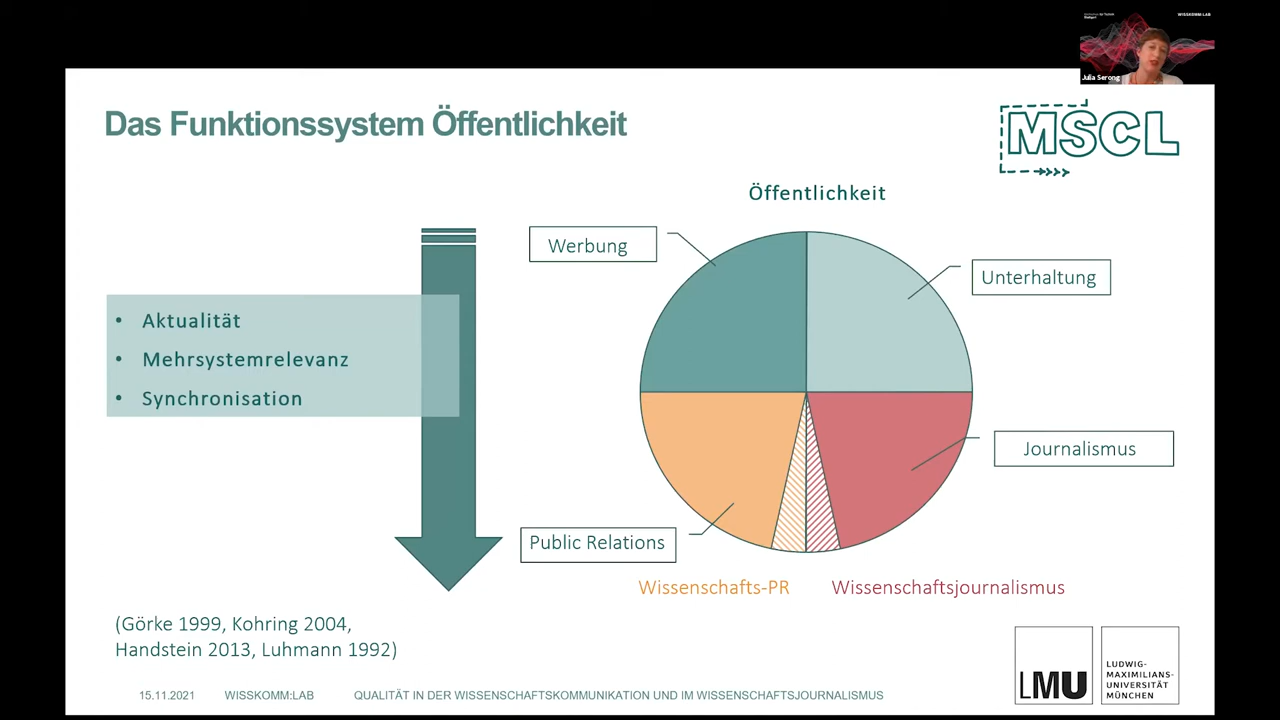 WISSKOMM:LAB
Julia Serong
Das Funktionssystem Öffentlichkeit
MSCL
Öffentlichkeit
Werbung
Unterhaltung
• Aktualität
• Mehrsystemrelevanz
• Synchronisation
Journalismus
Public Relations
Wissenschafts-PR
Wissenschaftsjournalismus
(Görke 1999, Kohring 2004,
Handstein 2013, Luhmann 1992)
LMU
LUDWIG-
MAXIMILIANS-
UNIVERSITÄT
MÜNCHEN
15.11.2021 WISSKOMM:LAB QUALITÄT IN DER WISSENSCHAFTSKOMMUNIKATION UND IM WISSENSCHAFTSJOURNALISMUS